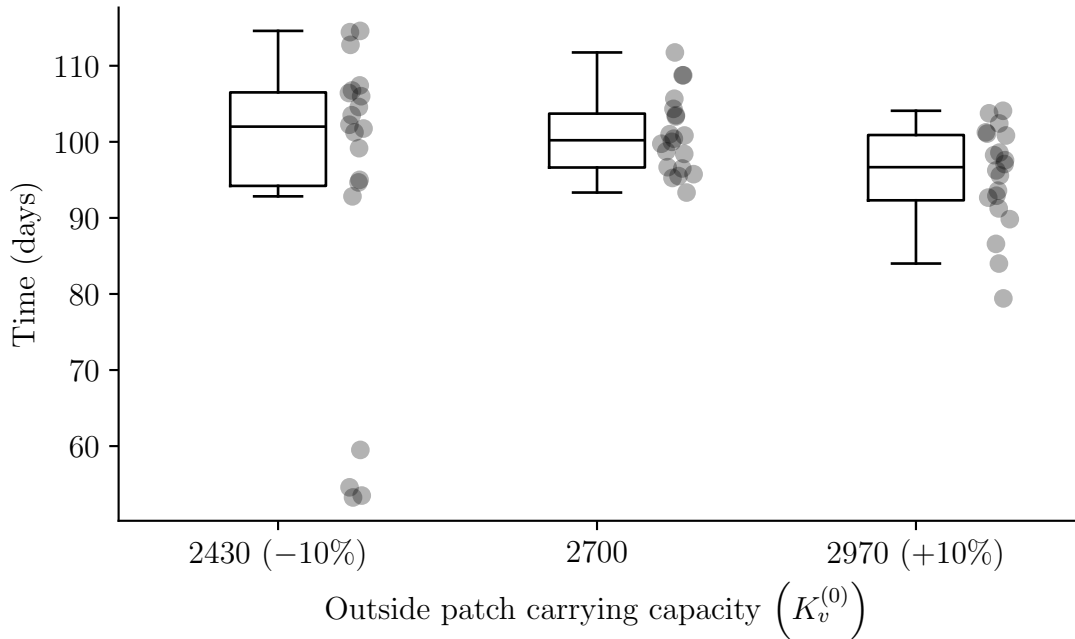 110
100
90
80
70
60
Time (days)
2430 (−10%) 2700 2970 (+10%)
Outside patch carrying capacity (K_v^{(0)})